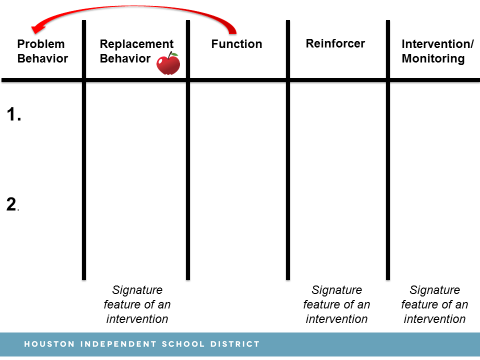 Problem
Behavior
Replacement
Behavior
Function
Reinforcer
Intervention/
Monitoring
1.
2.
Signature
feature of an
intervention
Signature
feature of an
intervention
Signature
feature of an
intervention
HOUSTON INDEPENDENT SCHOOL DISTRICT